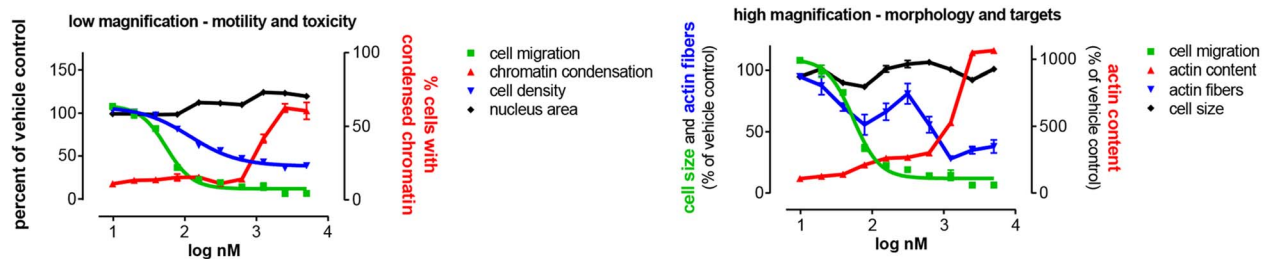 low magnification - motility and toxicity
percent of vehicle control
150
100
50
0
100
50
0
% cells with
condensed chromatin
1 2 3 4
log nM
cell migration
chromatin condensation
cell density
nucleus area
high magnification - morphology and targets
cell size and actin fibers
(% of vehicle control)
100
50
0
1000
500
0
(% of vehicle control)
actin content
1 2 3 4
log nM
cell migration
actin content
actin fibers
cell size